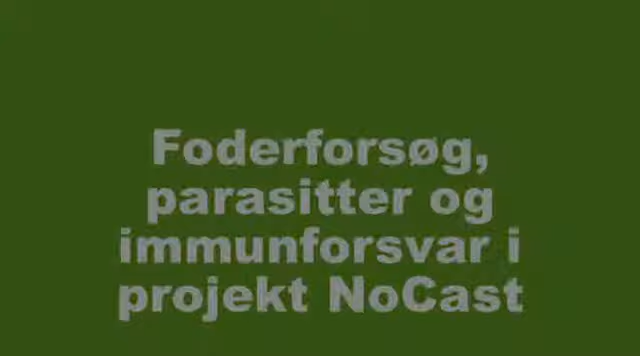 Foderforsøg,
parasitter og
immunforsvar i
projekt NoCast